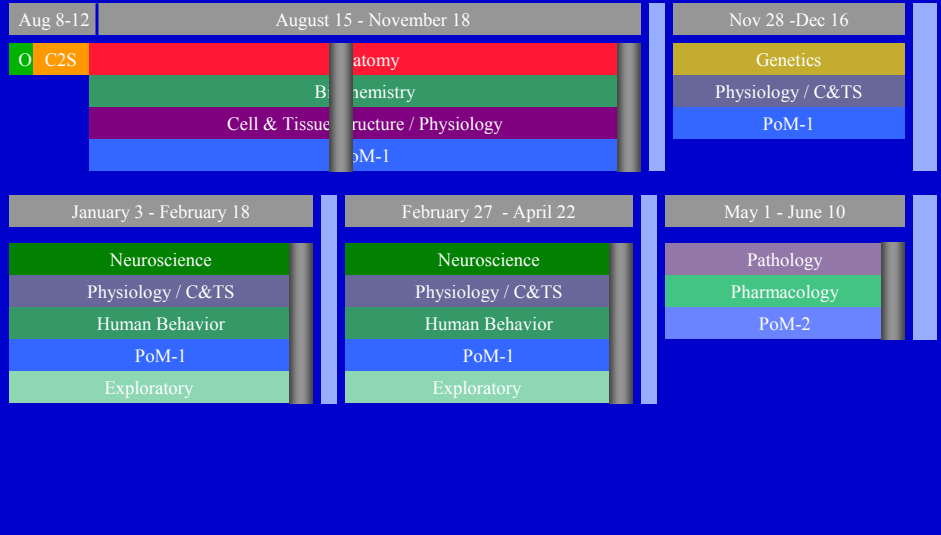 Aug 8-12
August 15 - November 18
Nov 28 -Dec 16
O
C2S
atomy
Genetics
Bi hemistry
Physiology / C&TS
Cell & Tissue ructure / Physiology
PoM-1
oM-1
January 3 - February 18
February 27 - April 22
May 1 - June 10
Neuroscience
Neuroscience
Pathology
Physiology / C&TS
Physiology / C&TS
Pharmacology
Human Behavior
Human Behavior
PoM-2
PoM-1
PoM-1
Exploratory
Exploratory